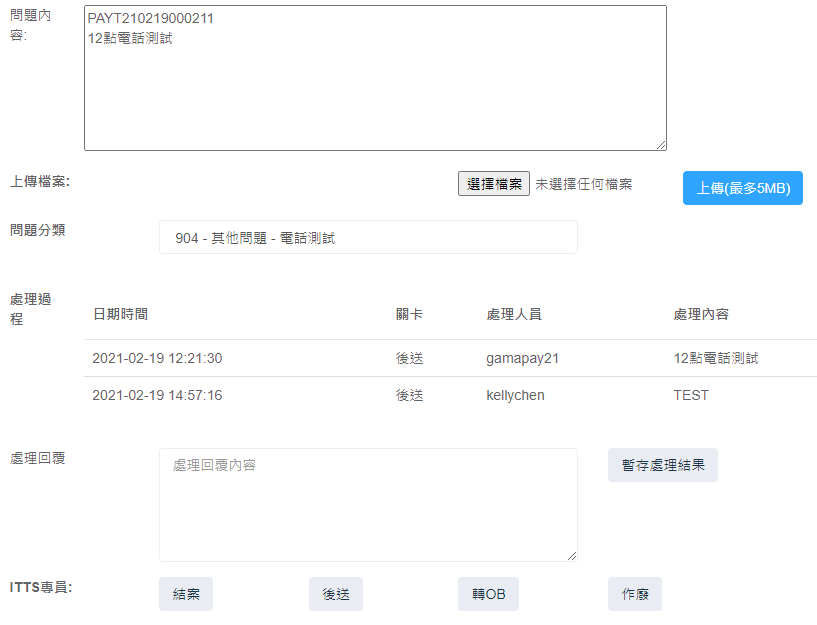 問題內
容:
PAYT210219000211
12點電話測試
上傳檔案:
選擇檔案 未選擇任何檔案
上傳(最多5MB)
問題分類
904 - 其他問題 - 電話測試
處理過
程
日期時間 關卡 處理人員 處理內容
2021-02-19 12:21:30 後送 gamapay21 12點電話測試
2021-02-19 14:57:16 後送 kellychen TEST
處理回覆
處理回覆內容
暫存處理結果
ITTS專員:
結案 後送 轉OB 作廢